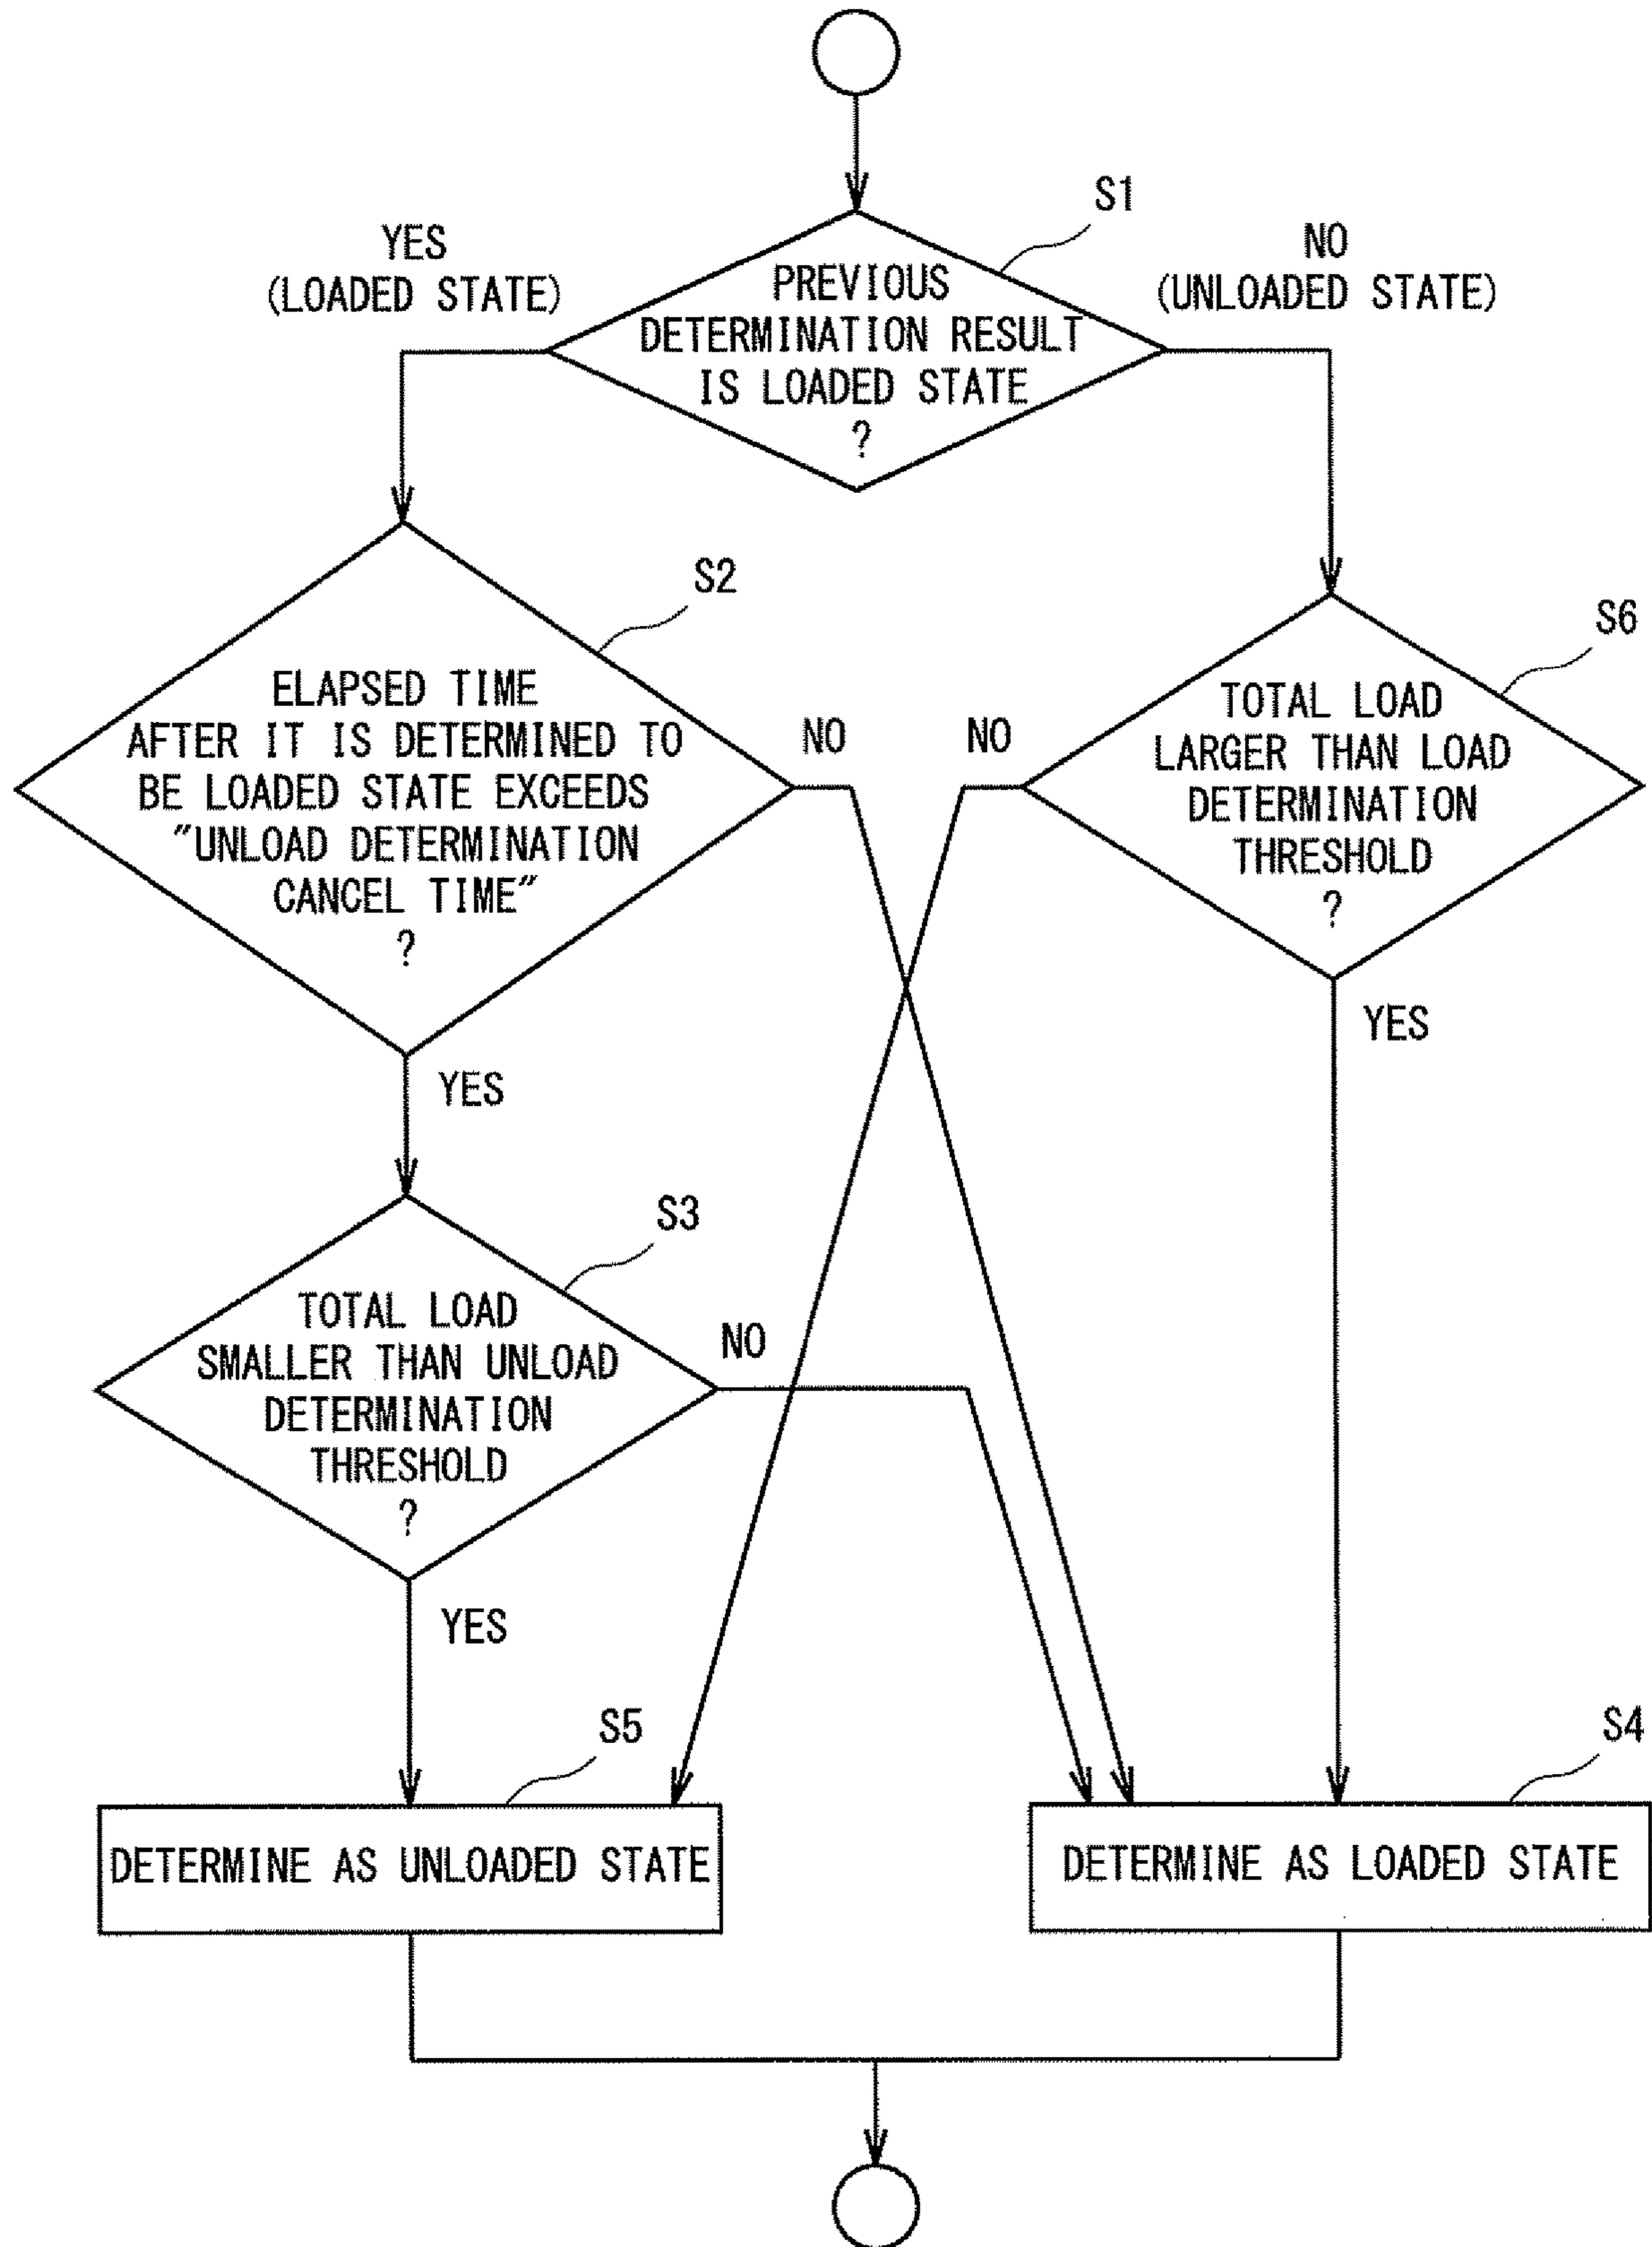 S1
YES
(LOADED STATE)
NO
(UNLOADED STATE)
PREVIOUS
DETERMINATION RESULT
IS LOADED STATE
?
S2
ELAPSED TIME
AFTER IT IS DETERMINED TO
BE LOADED STATE EXCEEDS
"UNLOAD DETERMINATION
CANCEL TIME"
?
NO
YES
S6
TOTAL LOAD
LARGER THAN LOAD
DETERMINATION
THRESHOLD
?
NO
YES
S3
TOTAL LOAD
SMALLER THAN UNLOAD
DETERMINATION
THRESHOLD
?
NO
YES
S5
DETERMINE AS UNLOADED STATE
S4
DETERMINE AS LOADED STATE